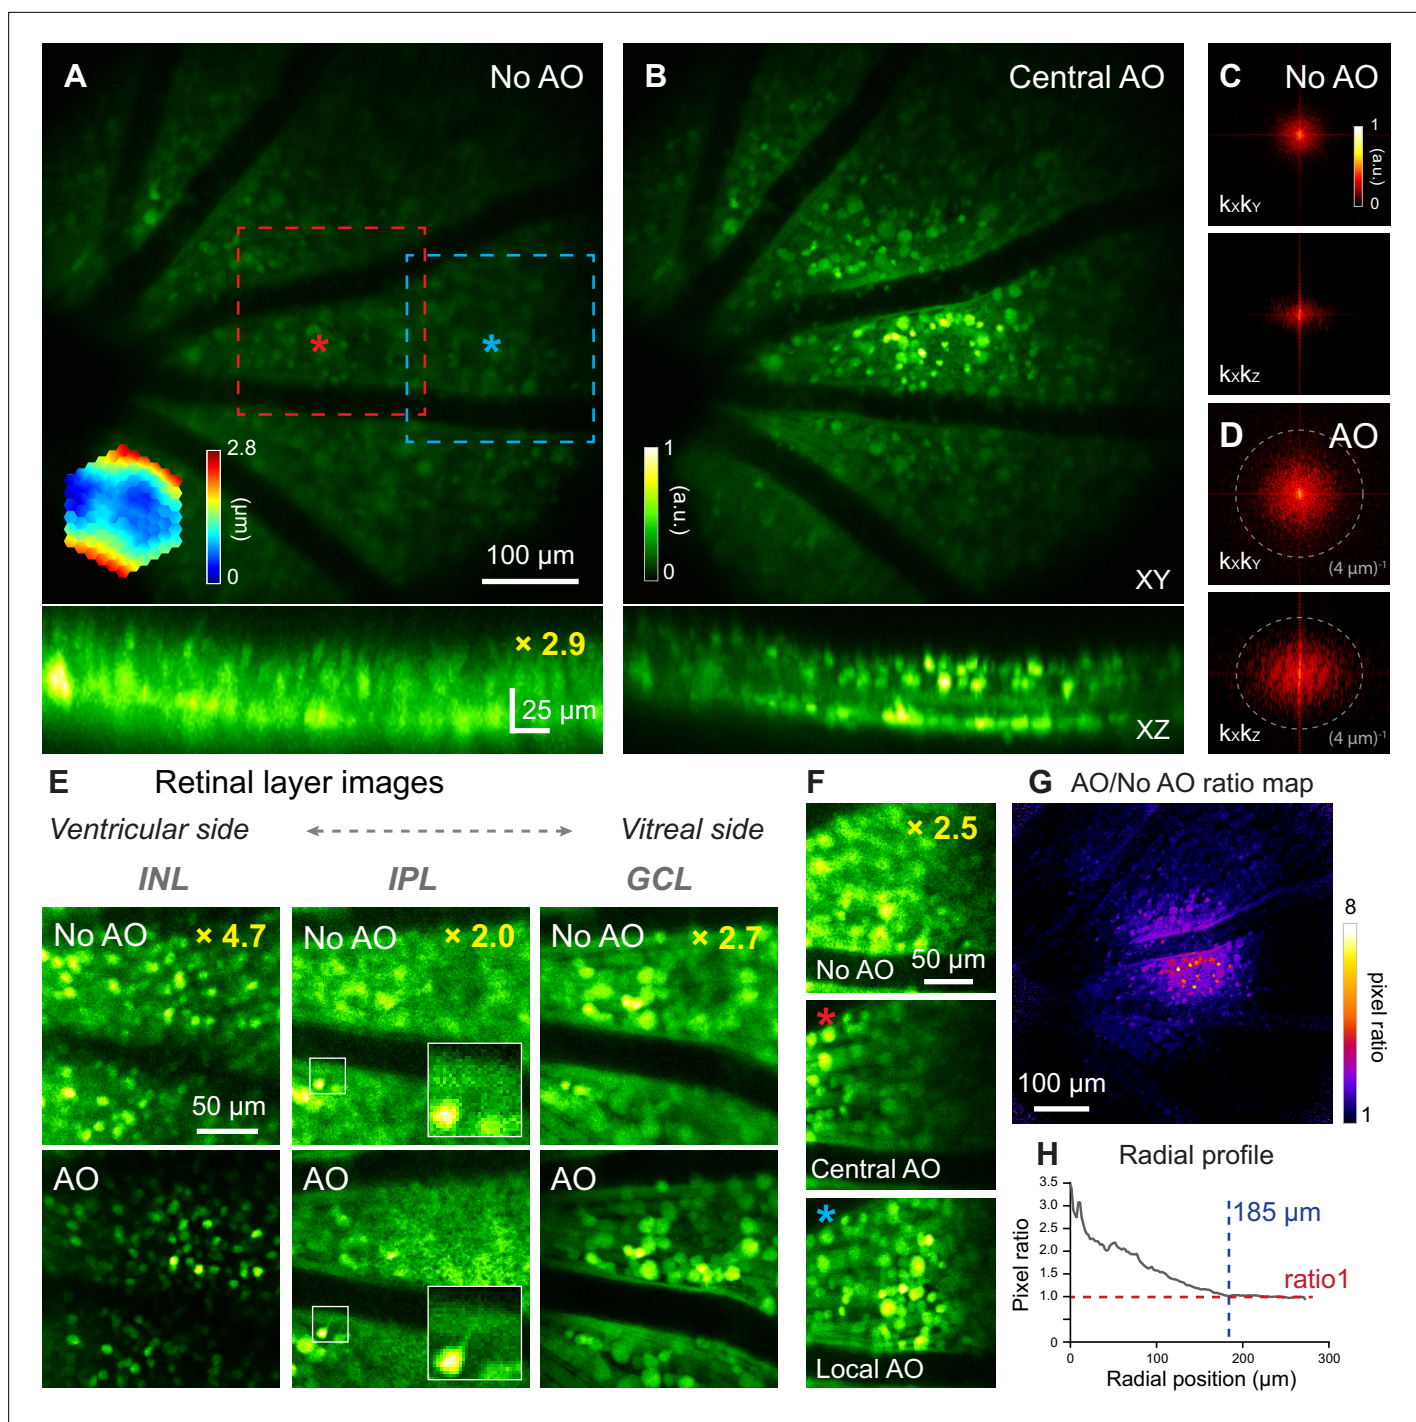 A
No AO
*
*
2.8
(µm)
0
100 µm
× 2.9
25 µm
B
Central AO
1
(a.u.)
0
XY
XZ
C
No AO
1
(a.u.)
0
kXkY
kXkZ
D
AO
kXkY
(4 µm)-1
kXkZ
(4 µm)-1
E
Retinal layer images
Ventricular side
Vitreal side
INL
IPL
GCL
No AO
× 4.7
50 µm
No AO
× 2.0
No AO
× 2.7
AO
AO
AO
F
× 2.5
No AO
50 µm
*
Central AO
*
Local AO
G
AO/No AO ratio map
100 µm
8
pixel ratio
1
H
Radial profile
3.5
3.0
2.5
2.0
1.5
1.0
0
Pixel ratio
185 µm
ratio1
0
100
200
300
Radial position (µm)